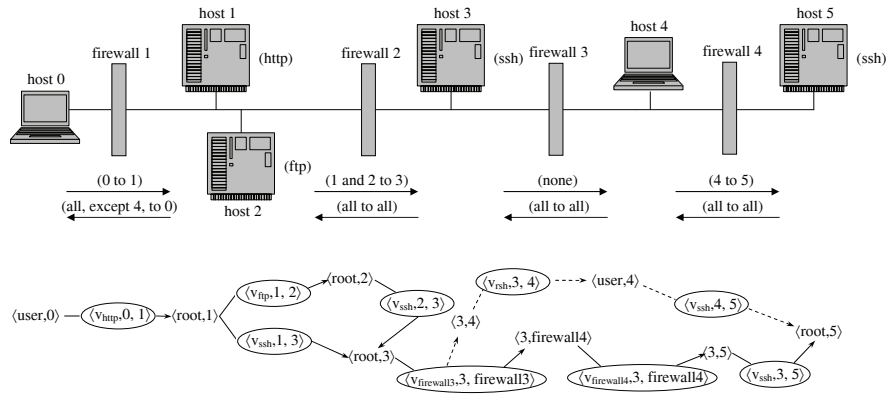 host 0
firewall 1
host 1
(http)
host 2
(ftp)
firewall 2
host 3
(ssh)
firewall 3
host 4
firewall 4
host 5
(ssh)
(0 to 1)
(all, except 4, to 0)
(1 and 2 to 3)
(all to all)
(none)
(all to all)
(4 to 5)
(all to all)
⟨user,0⟩
⟨v_http,0, 1⟩
⟨root,1⟩
⟨v_ftp,1, 2⟩
⟨root,2⟩
⟨v_ssh,2, 3⟩
⟨v_ssh,1, 3⟩
⟨root,3⟩
⟨v_firewall3,3, firewall3⟩
⟨3,4⟩
⟨v_rsh,3, 4⟩
⟨user,4⟩
⟨v_ssh,4, 5⟩
⟨root,5⟩
⟨3,firewall4⟩
⟨v_firewall4,3, firewall4⟩
⟨3,5⟩
⟨v_ssh,3, 5⟩